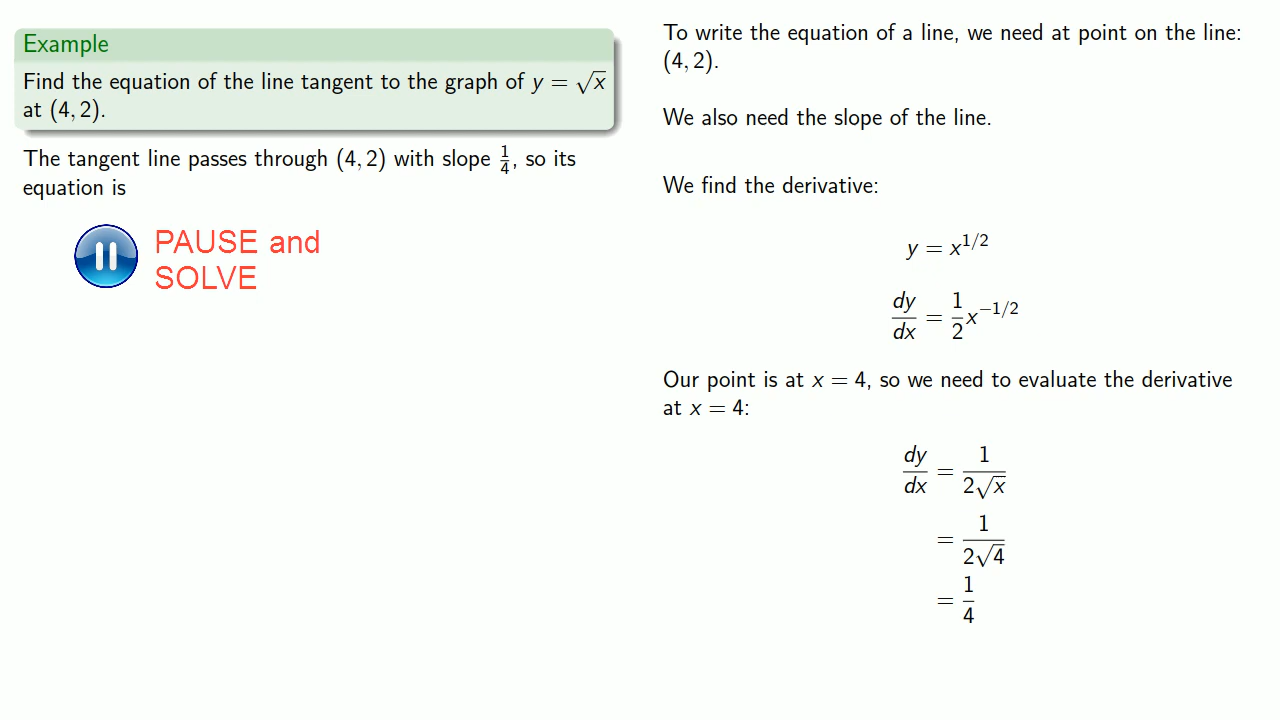 Example
Find the equation of the line tangent to the graph of y = √x
at (4, 2).
The tangent line passes through (4, 2) with slope 1/4, so its
equation is
PAUSE and
SOLVE
To write the equation of a line, we need at point on the line:
(4, 2).
We also need the slope of the line.
We find the derivative:
y = x^{1/2}
dy/dx = 1/2 x^{−1/2}
Our point is at x = 4, so we need to evaluate the derivative
at x = 4:
dy/dx = 1/(2√x)
= 1/(2√4)
= 1/4